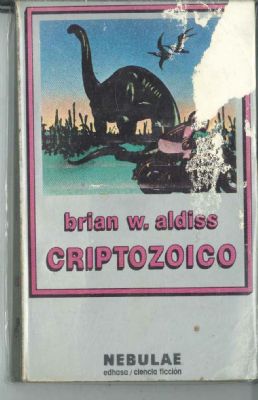 brian w. aldiss
CRIPTOZOICO
NEBULAE
edhasa/ciencia ficción